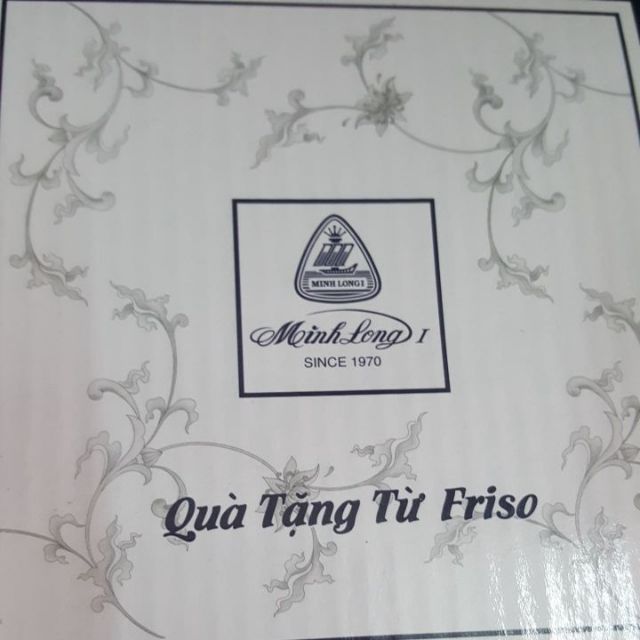 MINH LONG I
Minh Long I
SINCE 1970
Quà Tặng Từ Friso